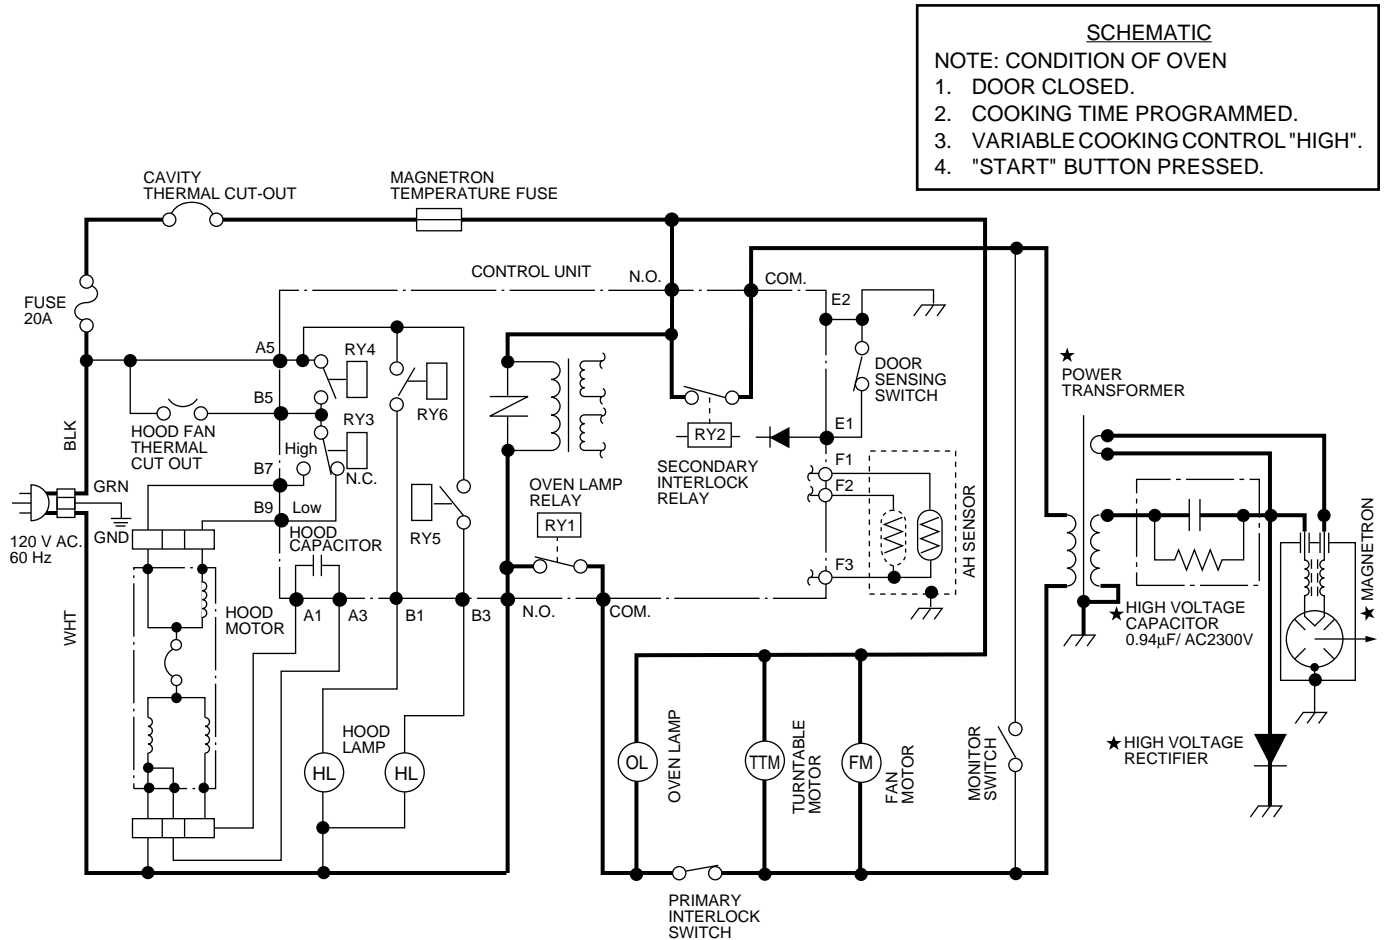 SCHEMATIC
NOTE: CONDITION OF OVEN
1. DOOR CLOSED.
2. COOKING TIME PROGRAMMED.
3. VARIABLE COOKING CONTROL "HIGH".
4. "START" BUTTON PRESSED.
CAVITY
THERMAL CUT-OUT
MAGNETRON
TEMPERATURE FUSE
CONTROL UNIT
N.O.
COM.
FUSE
20A
E2
A5
RY4
DOOR
SENSING
SWITCH
★
POWER
TRANSFORMER
B5
RY3
RY6
HOOD FAN
THERMAL
CUT OUT
High
N.C.
BLK
B7
RY2
E1
SECONDARY
INTERLOCK
RELAY
F1
F2
F3
AH SENSOR
GRN
GND
120 V AC.
60 Hz
B9
Low
HOOD
CAPACITOR
RY5
OVEN LAMP
RELAY
RY1
WHT
HOOD
MOTOR
A1
A3
B1
B3
N.O.
COM.
★ HIGH VOLTAGE
CAPACITOR
0.94µF/ AC2300V
★ MAGNETRON
HOOD
LAMP
HL
HL
OL
OVEN LAMP
TTM
TURNTABLE
MOTOR
FM
FAN
MOTOR
MONITOR
SWITCH
★ HIGH VOLTAGE
RECTIFIER
PRIMARY
INTERLOCK
SWITCH